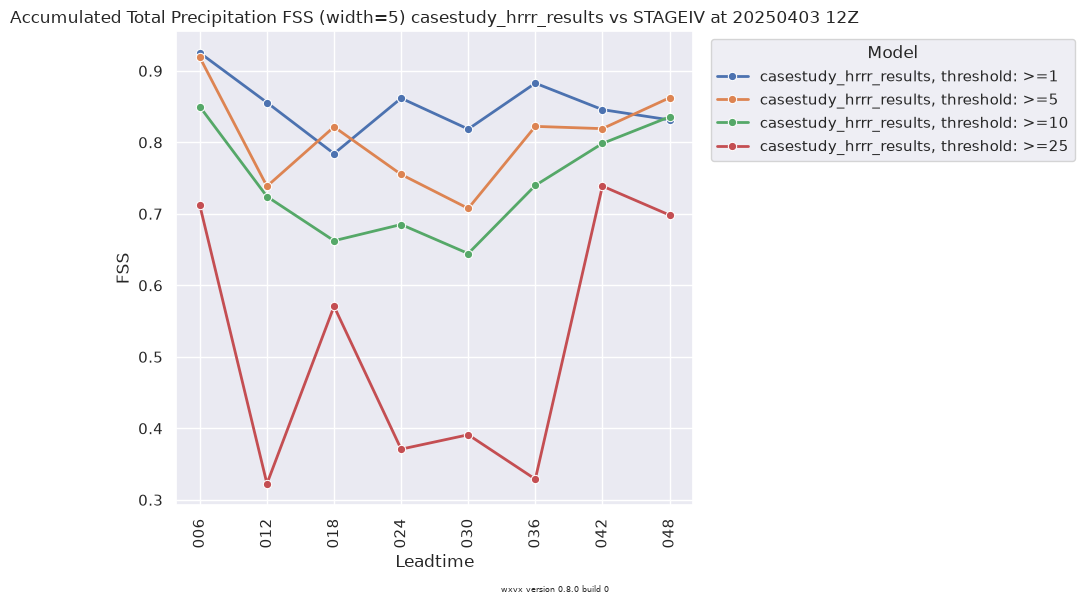 Accumulated Total Precipitation FSS (width=5) casestudy_hrrr_results vs STAGEIV at 20250403 12Z
Model
casestudy_hrrr_results, threshold: >=1
casestudy_hrrr_results, threshold: >=5
casestudy_hrrr_results, threshold: >=10
casestudy_hrrr_results, threshold: >=25
FSS
0.9
0.8
0.7
0.6
0.5
0.4
0.3
006
012
018
024
030
036
042
048
Leadtime
wxvx version 0.8.0 build 0